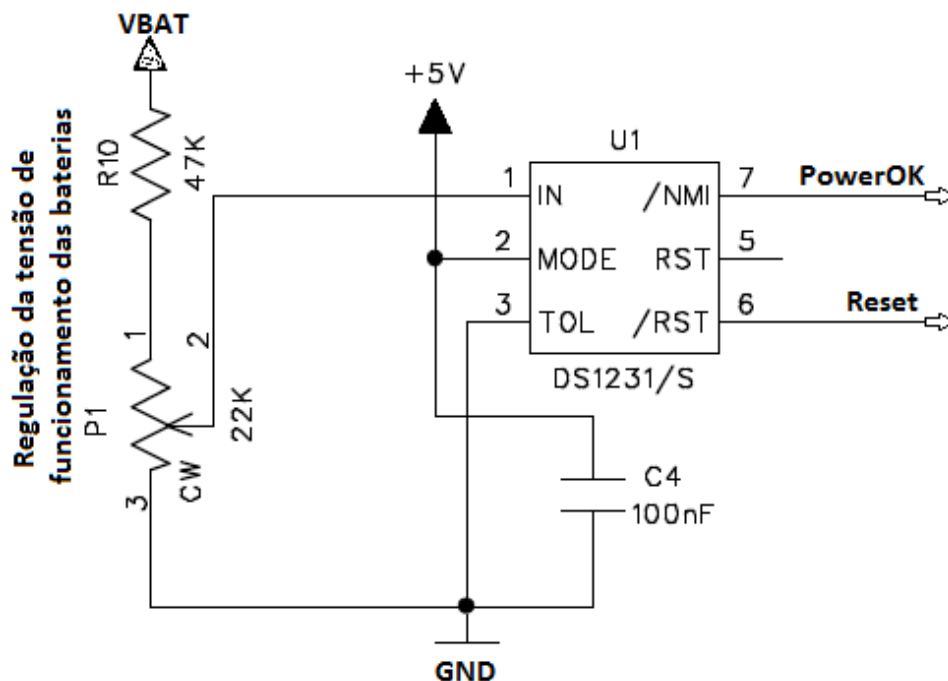 VBAT
Regulação da tensão de
funcionamento das baterias
R10
47K
1
2
P1
22K
CW
3
+5V
U1
1
IN
/NMI
7
PowerOK
2
MODE
RST
5
3
TOL
/RST
6
Reset
DS1231/S
C4
100nF
GND